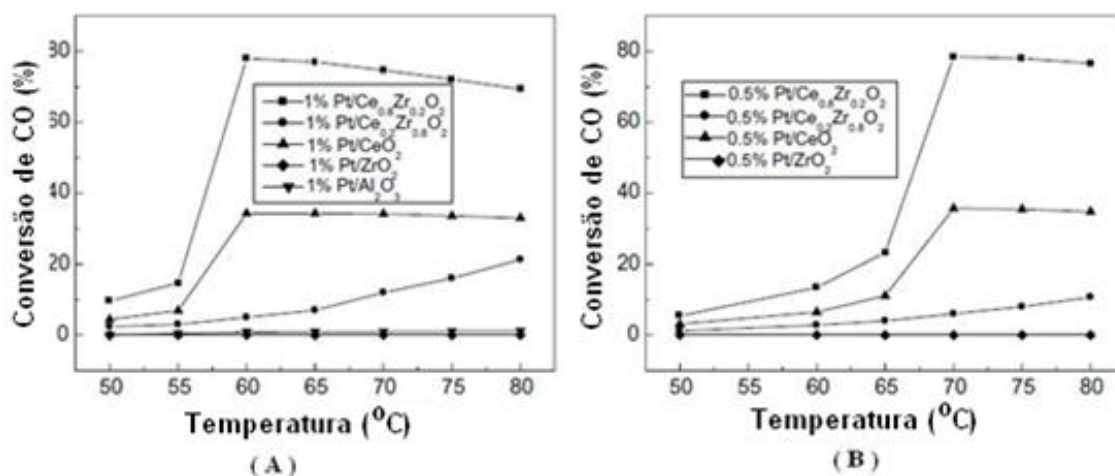 Conversão de CO (%)
80
60
40
20
0
1% Pt/Ce0.8Zr0.2O2
1% Pt/Ce0.2Zr0.8O2
1% Pt/CeO2
1% Pt/ZrO2
1% Pt/Al2O3
50 55 60 65 70 75 80
Temperatura (°C)
( A )
Conversão de CO (%)
80
60
40
20
0
0.5% Pt/Ce0.8Zr0.2O2
0.5% Pt/Ce0.2Zr0.8O2
0.5% Pt/CeO2
0.5% Pt/ZrO2
50 55 60 65 70 75 80
Temperatura (°C)
( B )